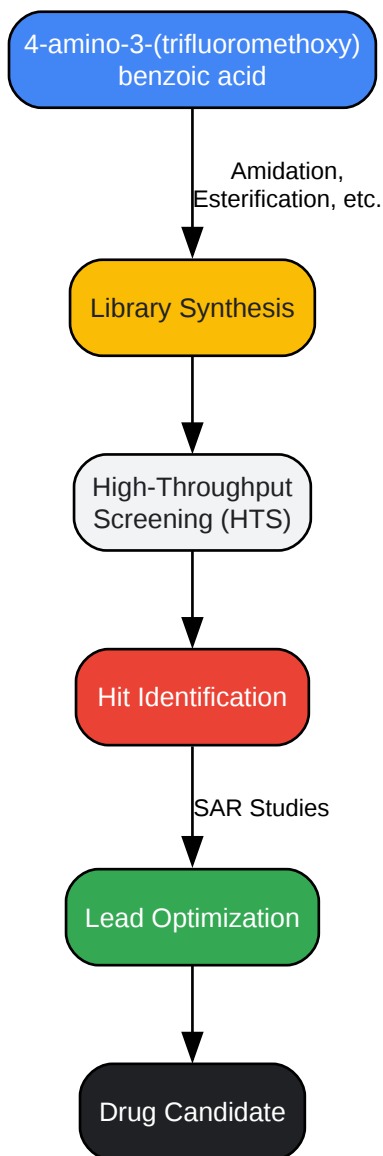 4-amino-3-(trifluoromethoxy)
benzoic acid
Amidation,
Esterification, etc.
Library Synthesis
High-Throughput
Screening (HTS)
Hit Identification
SAR Studies
Lead Optimization
Drug Candidate